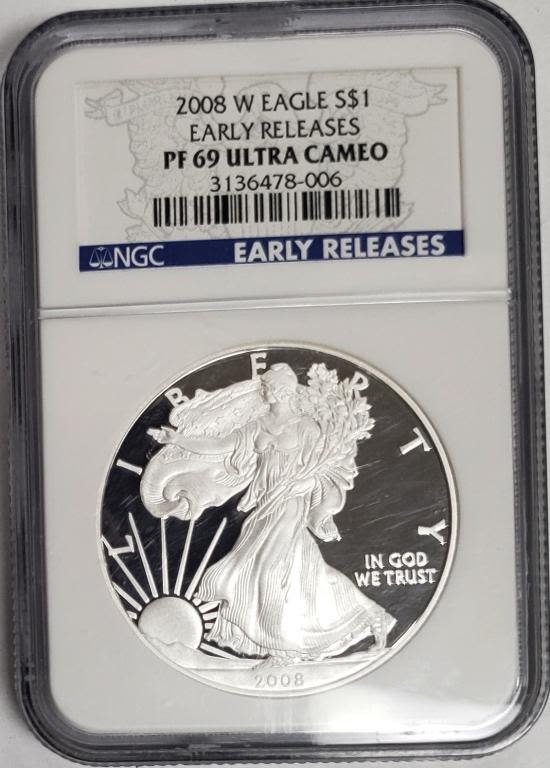 2008 W EAGLE S$1
EARLY RELEASES
PF 69 ULTRA CAMEO
3136478-006
NGC EARLY RELEASES
LIBERTY
IN GOD
WE TRUST
2008